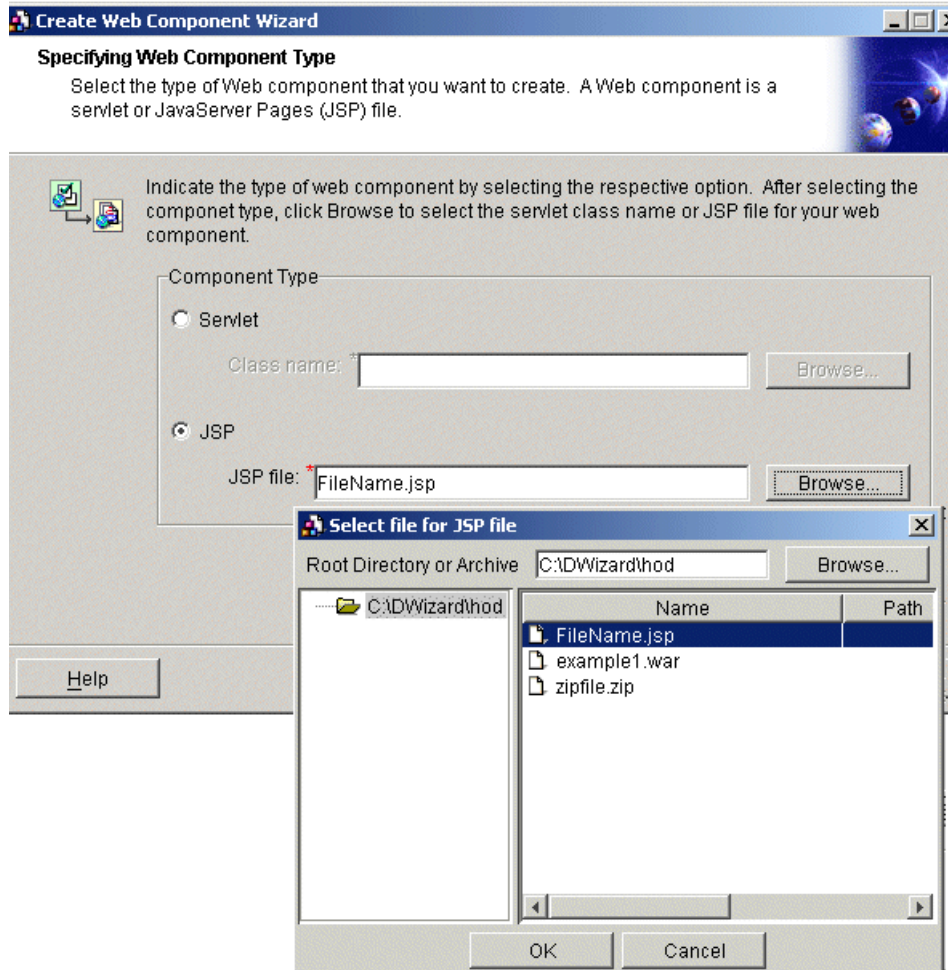 Create Web Component Wizard
Specifying Web Component Type
Select the type of Web component that you want to create. A Web component is a
servlet or JavaServer Pages (JSP) file.
Indicate the type of web component by selecting the respective option. After selecting the
componet type, click Browse to select the servlet class name or JSP file for your web
component.
Component Type
Servlet
Class name: *
Browse...
JSP
JSP file: * FileName.jsp
Browse...
Select file for JSP file
Root Directory or Archive C:\DWizard\hod Browse...
C:\DWizard\hod
Name Path
FileName.jsp
example1.war
zipfile.zip
Help
OK Cancel